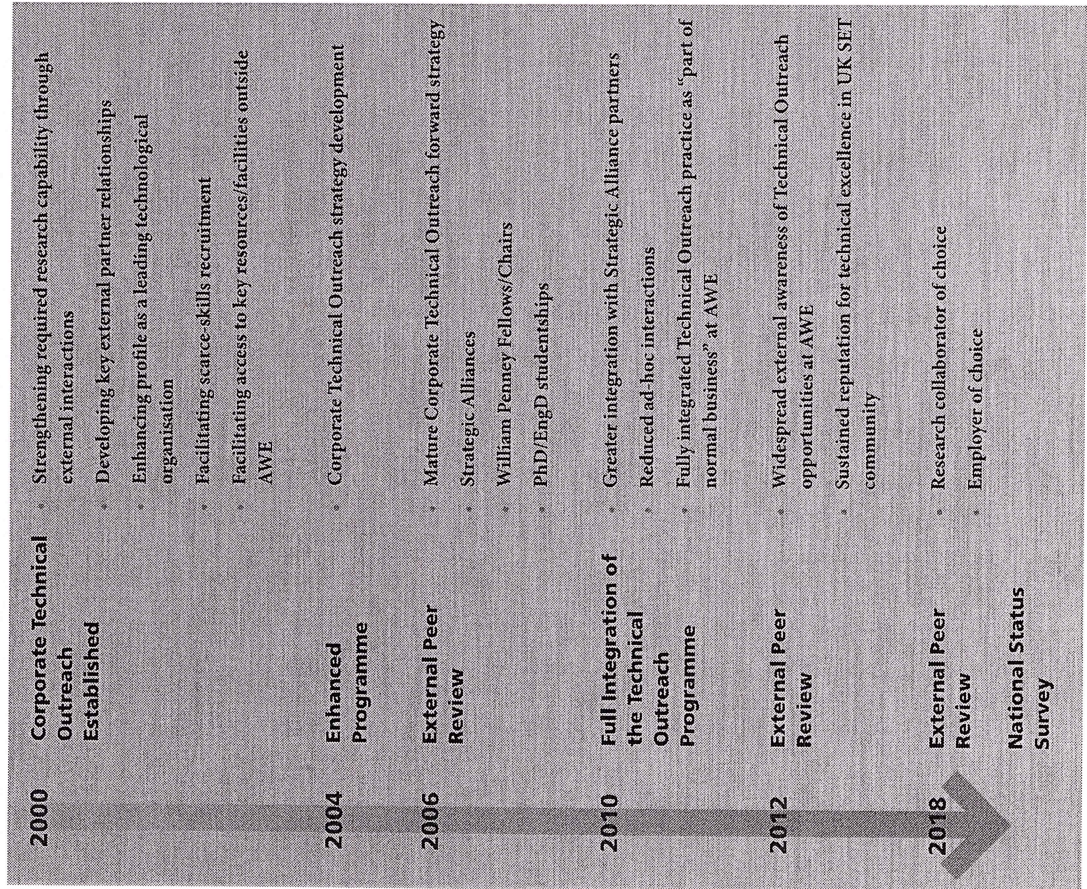 2000
Corporate Technical
Outreach
Established
• Strengthening required research capability through
external interactions
• Developing key external partner relationships
• Enhancing profile as a leading technological
organisation
• Facilitating scarce-skills recruitment
• Facilitating access to key resources/facilities outside
AWE
2004
Enhanced
Programme
• Corporate Technical Outreach strategy development
2006
External Peer
Review
• Mature Corporate Technical Outreach forward strategy
• Strategic Alliances
• William Penney Fellows/Chairs
• PhD/EngD studentships
2010
Full Integration of
the Technical
Outreach
Programme
• Greater integration with Strategic Alliance partners
• Reduced ad-hoc interactions
• Fully integrated Technical Outreach practice as “part of
normal business” at AWE
2012
External Peer
Review
• Widespread external awareness of Technical Outreach
opportunities at AWE
• Sustained reputation for technical excellence in UK SET
community
2018
External Peer
Review
• Research collaborator of choice
• Employer of choice
National Status
Survey